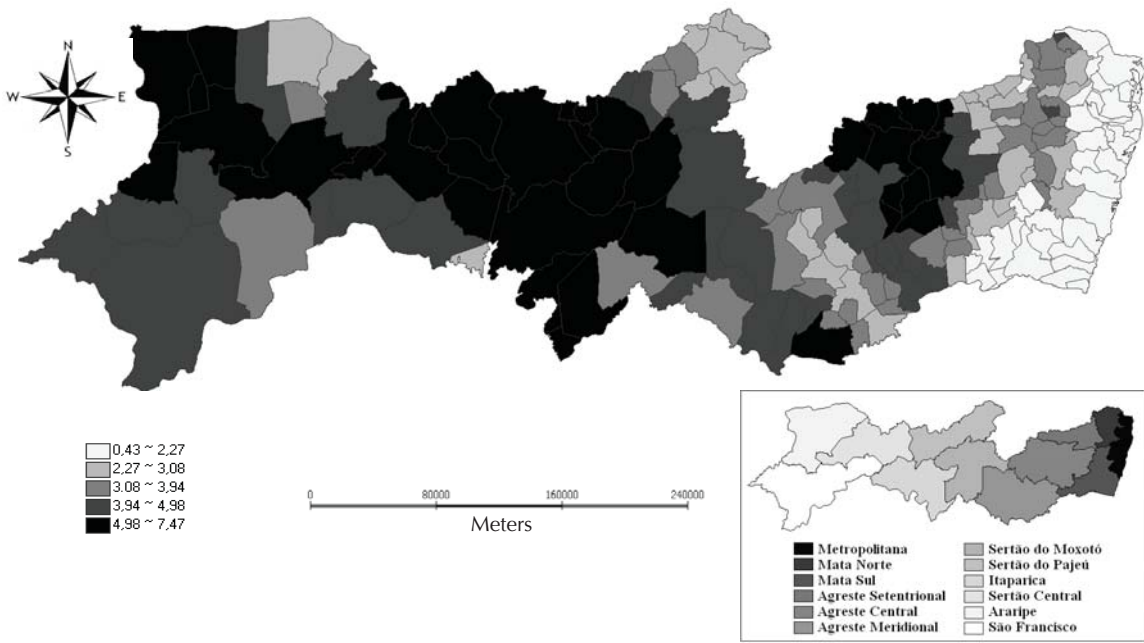 N
W E
S
0,43 ~ 2,27
2,27 ~ 3,08
3.08 ~ 3,94
3,94 ~ 4,98
4,98 ~ 7,47
0 80000 160000 240000
Meters
Metropolitana
Mata Norte
Mata Sul
Agreste Setentrional
Agreste Central
Agreste Meridional
Sertão do Moxotó
Sertão do Pajeú
Itaparica
Sertão Central
Araripe
São Francisco